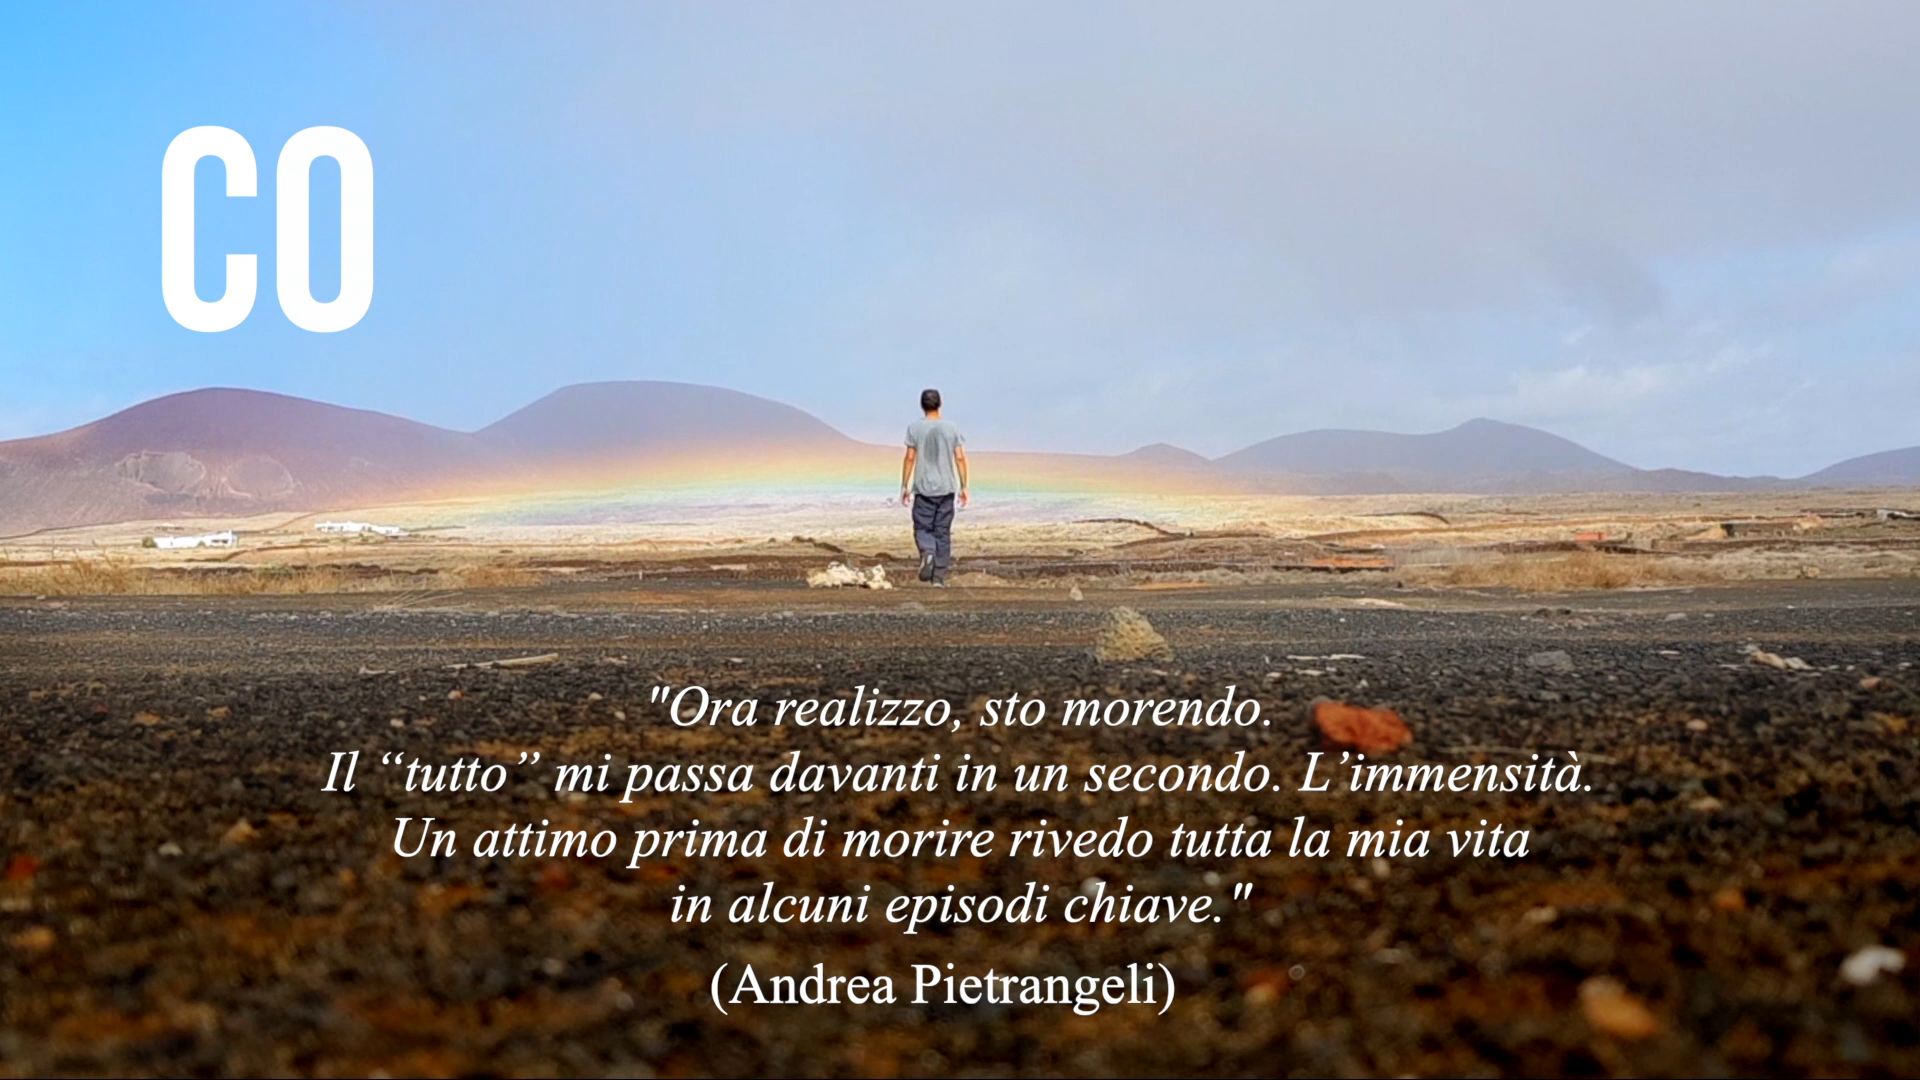 CO
"Ora realizzo, sto morendo.
Il “tutto” mi passa davanti in un secondo. L’immensità.
Un attimo prima di morire rivedo tutta la mia vita
in alcuni episodi chiave."
(Andrea Pietrangeli)